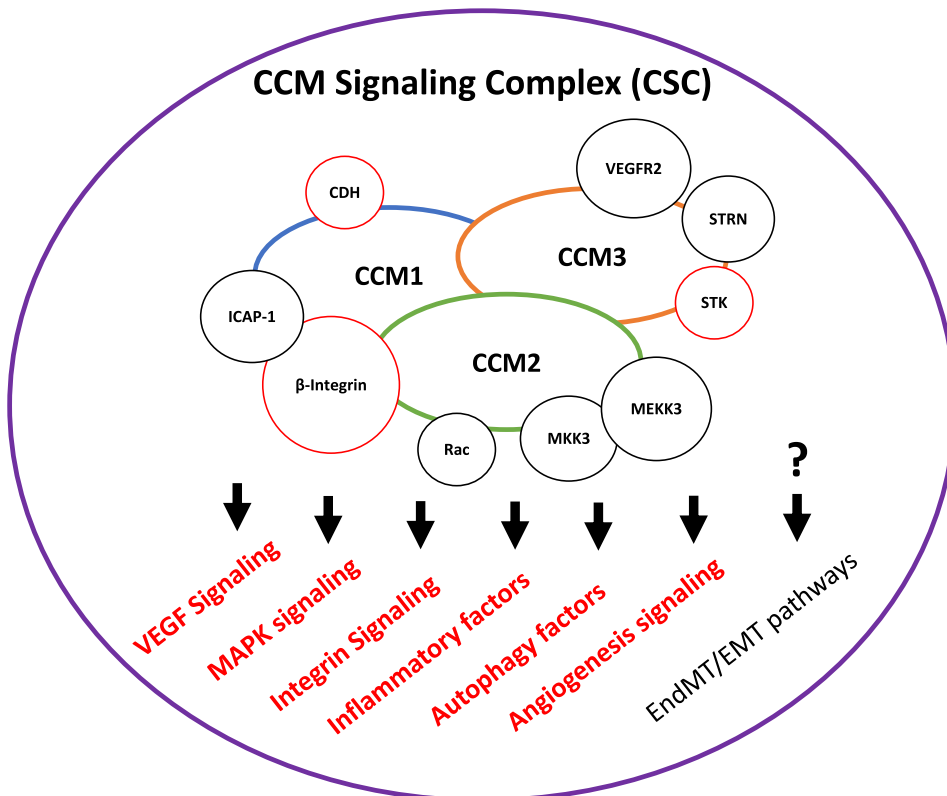 CCM Signaling Complex (CSC)
VEGFR2
CDH
STRN
CCM3
CCM1
STK
ICAP-1
CCM2
β-Integrin
MEKK3
Rac
MKK3
?
VEGF Signaling
MAPK signaling
Integrin Signaling
Inflammatory factors
Autophagy factors
Angiogenesis signaling
EndMT/EMT pathways